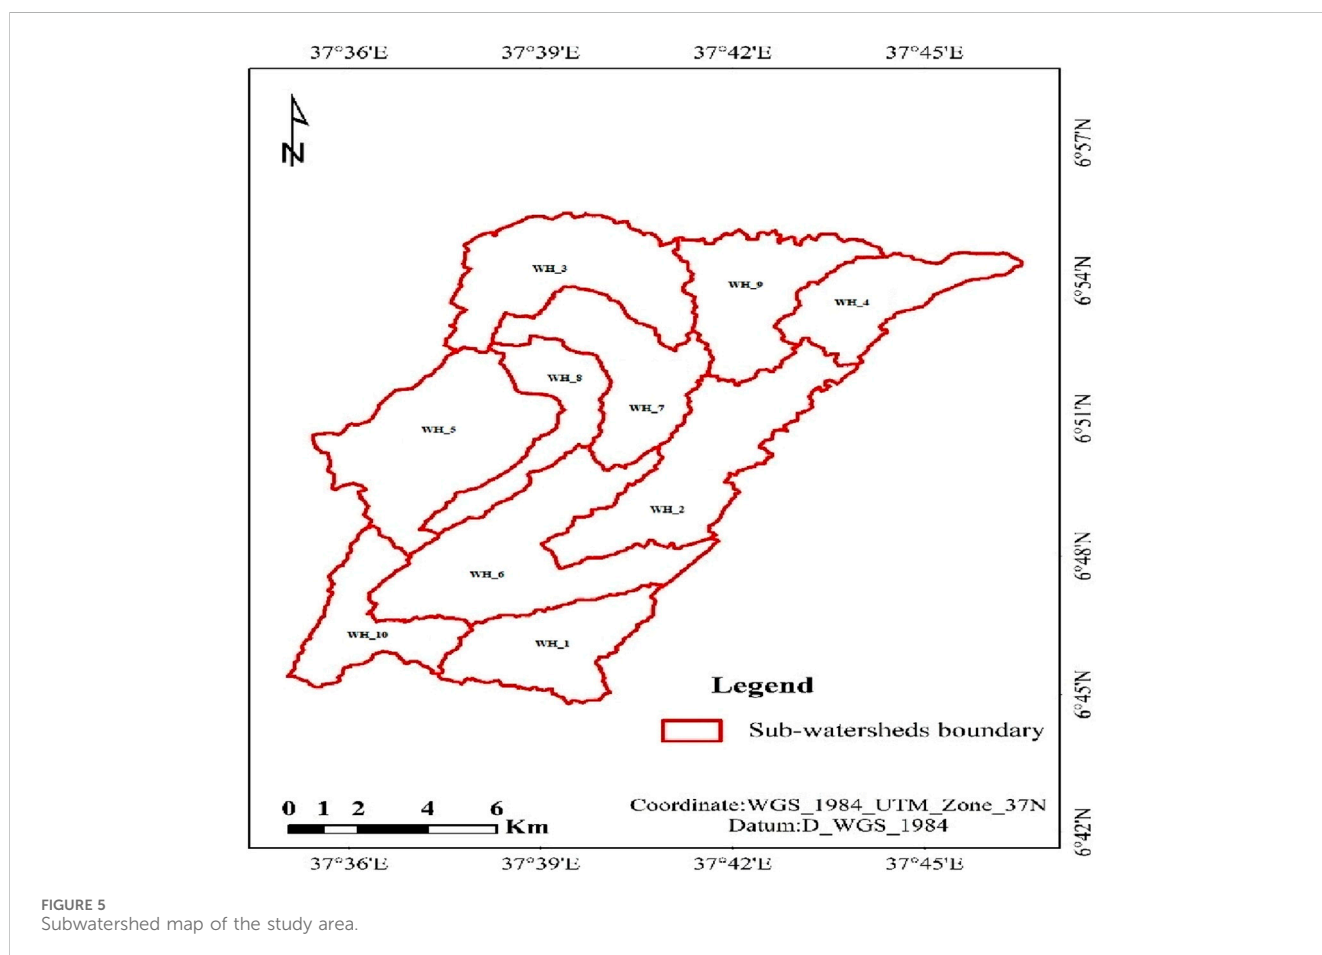 37°36'E 37°39'E 37°42'E 37°45'E
N
6°57'N
6°54'N
6°51'N
6°48'N
6°45'N
6°42'N
WH_3
WH_9
WH_4
WH_8
WH_7
WH_5
WH_2
WH_6
WH_10
WH_1
Legend
Sub-watersheds boundary
0 1 2 4 6
Km
Coordinate:WGS_1984_UTM_Zone_37N
Datum:D_WGS_1984
37°36'E 37°39'E 37°42'E 37°45'E
FIGURE 5
Subwatershed map of the study area.